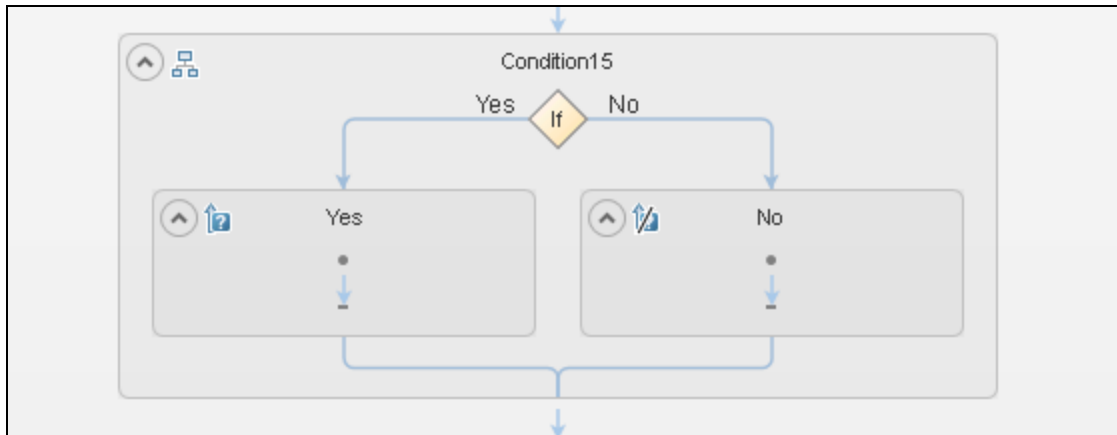 Condition15
Yes If No
Yes No